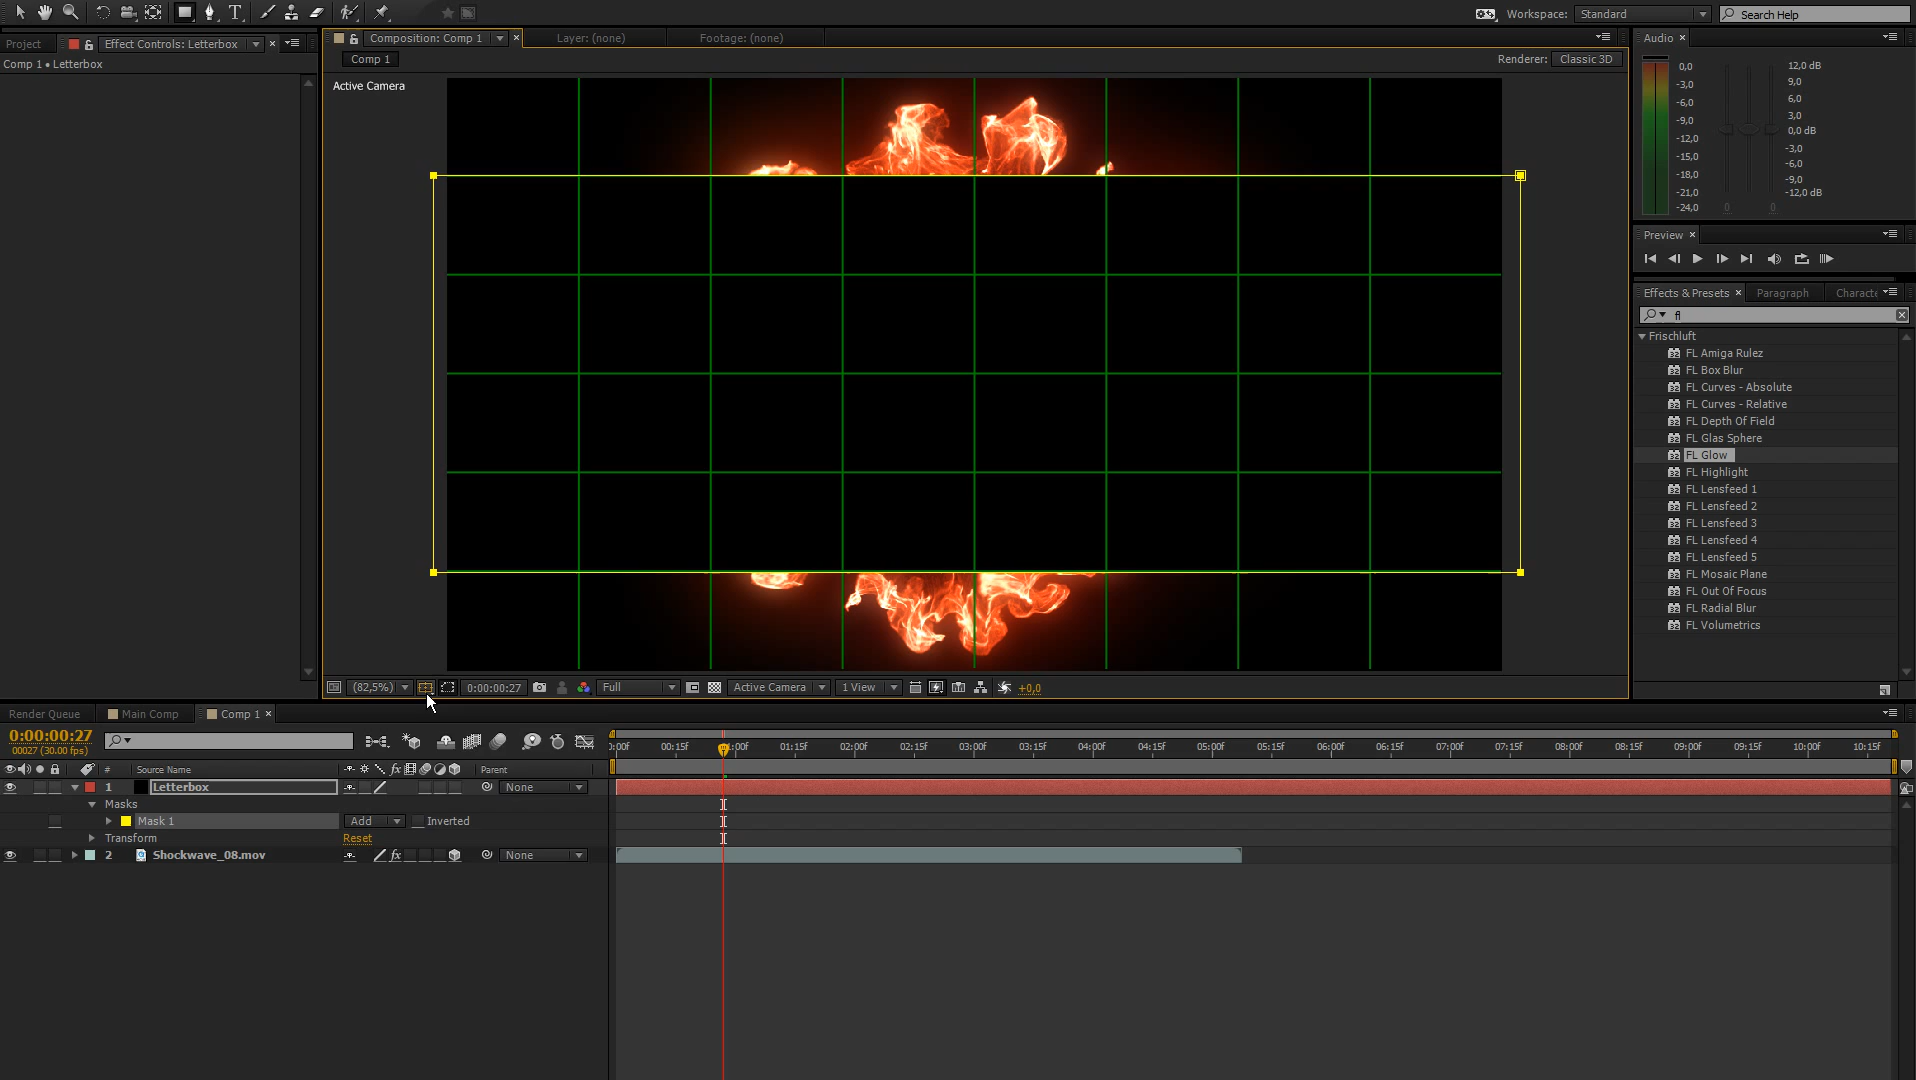 Workspace: Standard Search Help
Project Effect Controls: Letterbox
Comp 1 • Letterbox
Composition: Comp 1 Layer: (none) Footage: (none)
Comp 1 Renderer: Classic 3D
Active Camera
Audio
0,0
-3,0
-6,0
-9,0
-12,0
-15,0
-18,0
-21,0
-24,0
12,0 dB
9,0
6,0
3,0
0,0 dB
-3,0
-6,0
-9,0
-12,0 dB
0 0
Preview
Effects & Presets Paragraph Characte
fl
Frischluft
FL Amiga Rulez
FL Box Blur
FL Curves - Absolute
FL Curves - Relative
FL Depth Of Field
FL Glas Sphere
FL Glow
FL Highlight
FL Lensfeed 1
FL Lensfeed 2
FL Lensfeed 3
FL Lensfeed 4
FL Lensfeed 5
FL Mosaic Plane
FL Out Of Focus
FL Radial Blur
FL Volumetrics
(82,5%) 0:00:00:27 Full Active Camera 1 View +0,0
Render Queue Main Comp Comp 1
0:00:00:27
00027 (30.00 fps)
# Source Name fx Parent
1 Letterbox None
Masks
Mask 1 Add Inverted
Transform Reset
2 Shockwave_08.mov fx None
):00f 00:15f 1:00f 01:15f 02:00f 02:15f 03:00f 03:15f 04:00f 04:15f 05:00f 05:15f 06:00f 06:15f 07:00f 07:15f 08:00f 08:15f 09:00f 09:15f 10:00f 10:15f